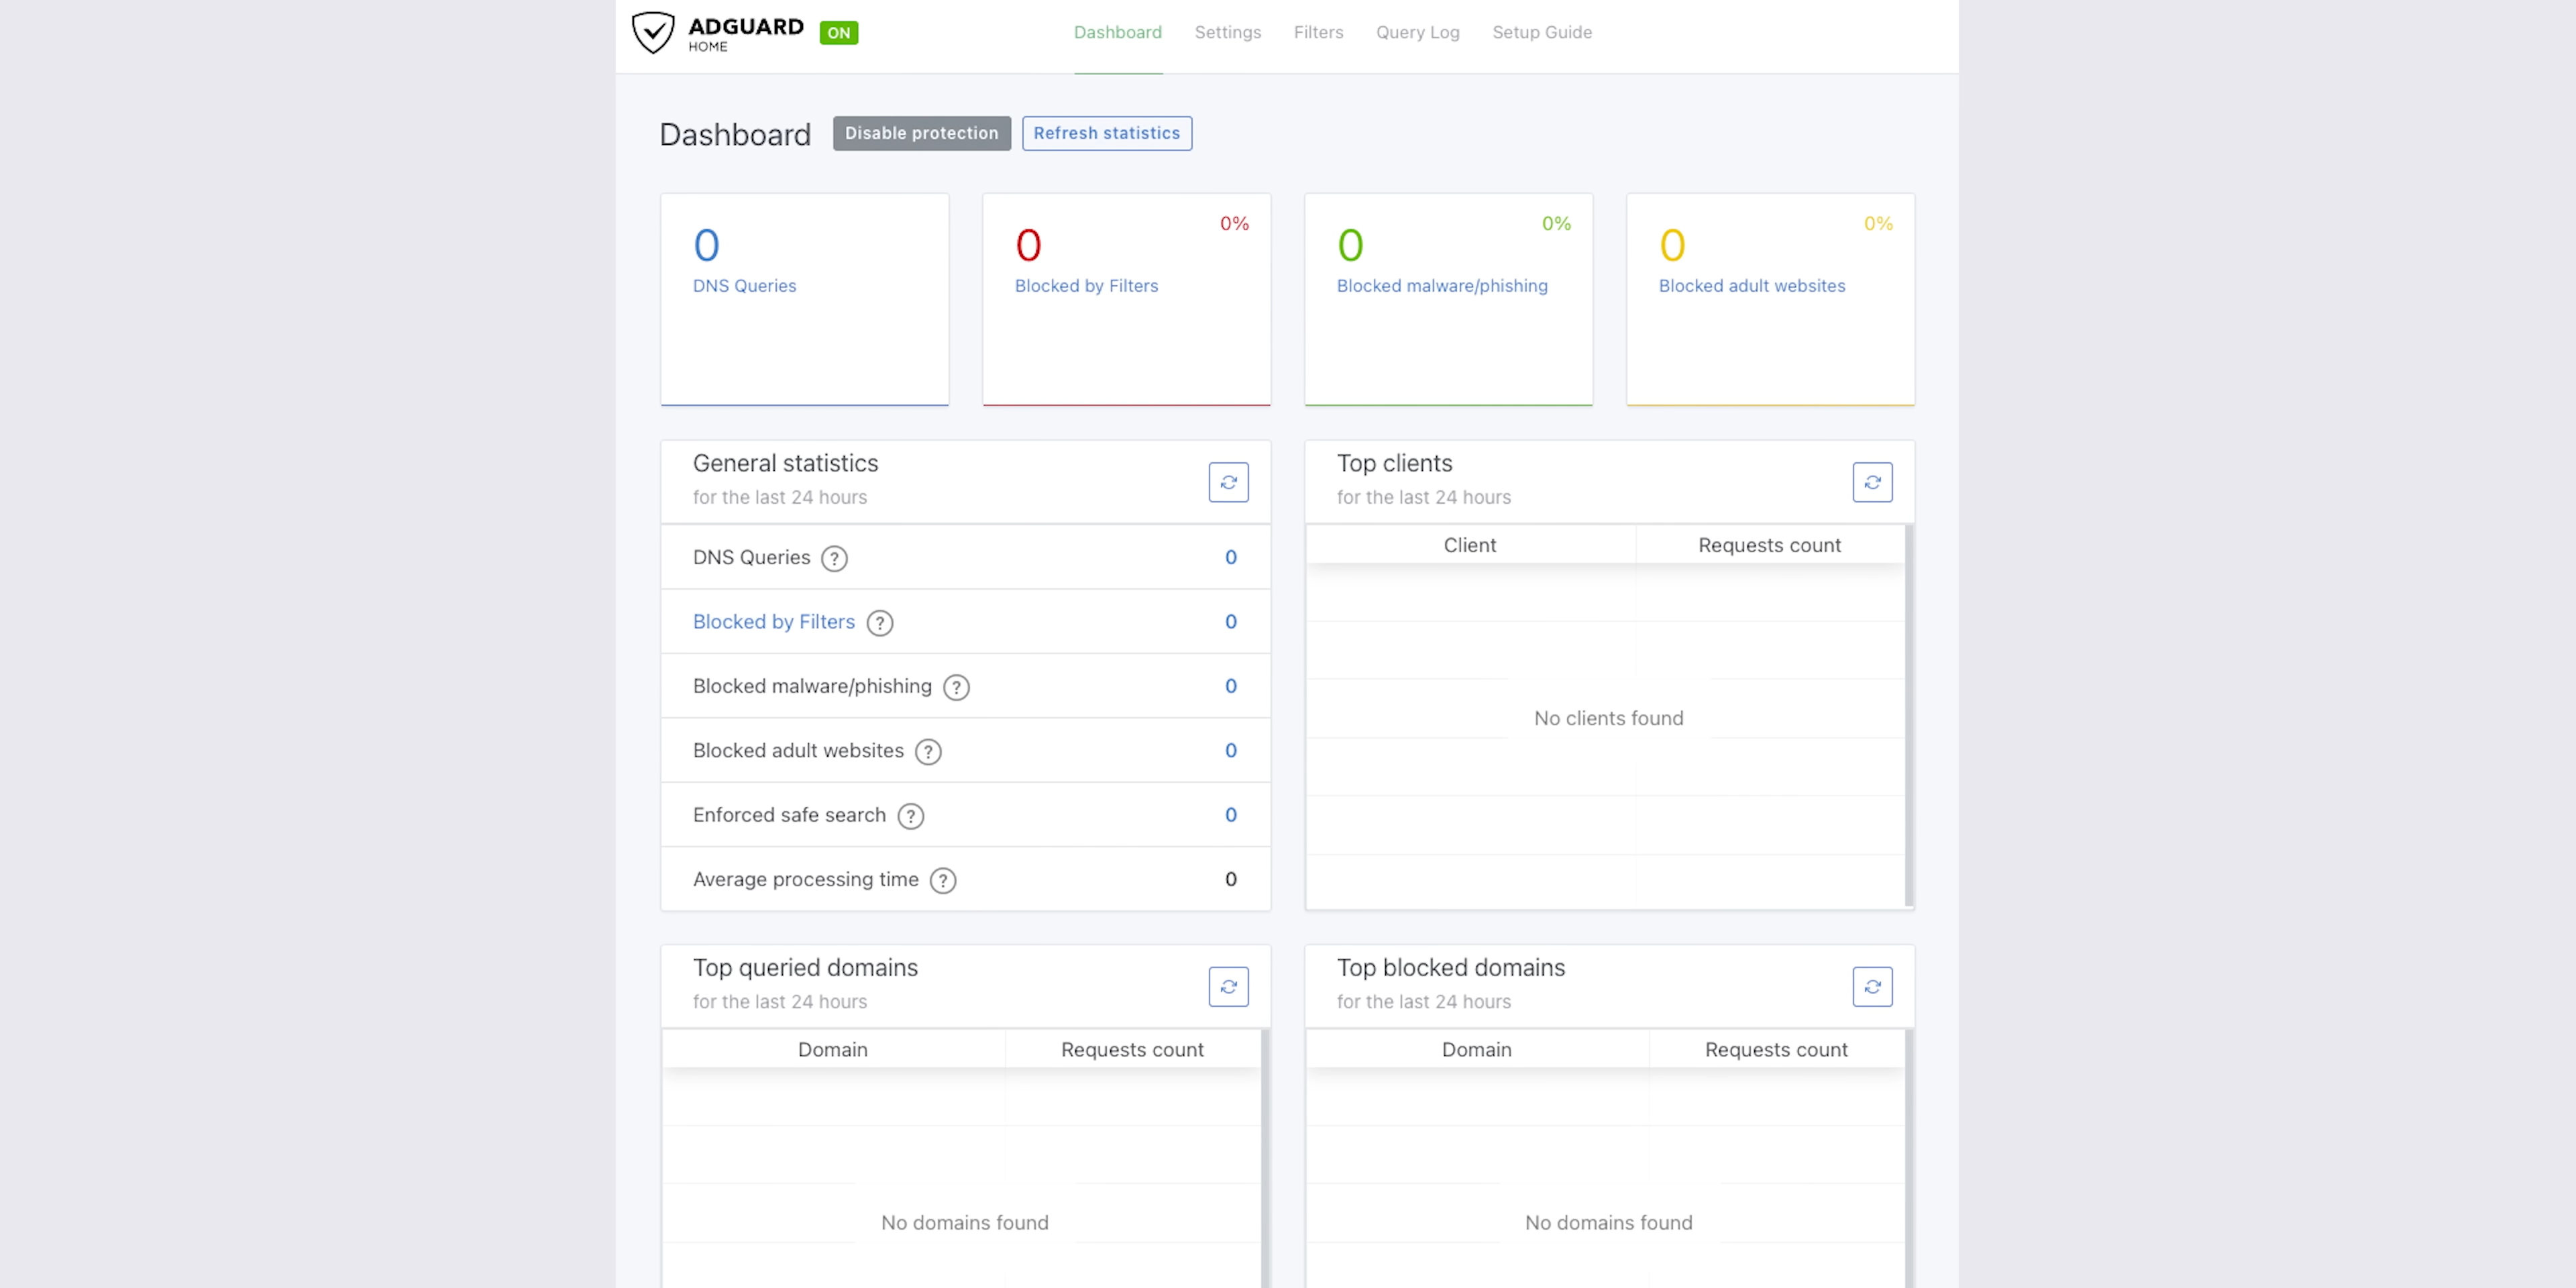 ADGUARD
HOME
ON
Dashboard Settings Filters Query Log Setup Guide
Dashboard Disable protection Refresh statistics
0
DNS Queries
0%
0
Blocked by Filters
0%
0
Blocked malware/phishing
0%
0
Blocked adult websites
General statistics
for the last 24 hours
DNS Queries ? 0
Blocked by Filters ? 0
Blocked malware/phishing ? 0
Blocked adult websites ? 0
Enforced safe search ? 0
Average processing time ? 0
Top clients
for the last 24 hours
Client Requests count
No clients found
Top queried domains
for the last 24 hours
Domain Requests count
No domains found
Top blocked domains
for the last 24 hours
Domain Requests count
No domains found